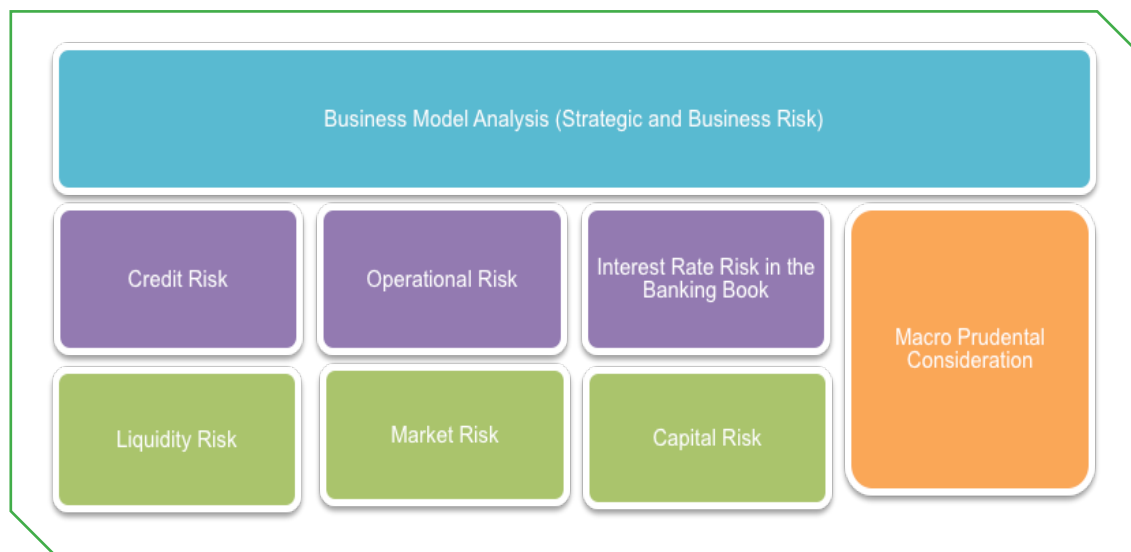 Business Model Analysis (Strategic and Business Risk)
Credit Risk
Operational Risk
Interest Rate Risk in the
Banking Book
Macro Prudental
Consideration
Liquidity Risk
Market Risk
Capital Risk